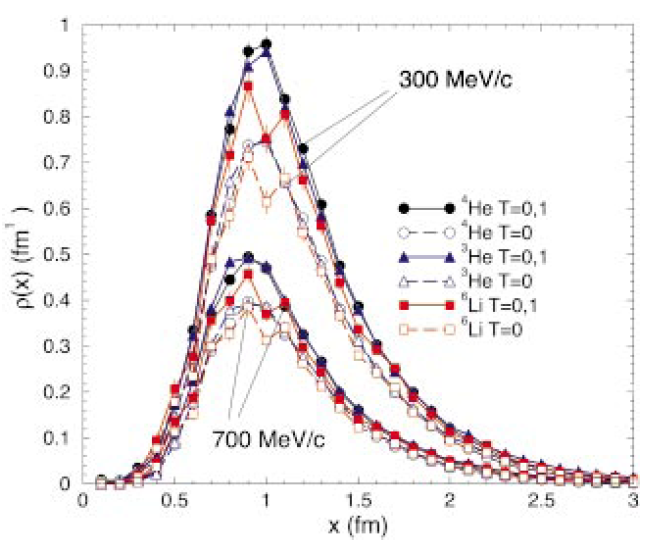 1
0.9
0.8
0.7
0.6
0.5
0.4
0.3
0.2
0.1
0
ρ(x) (fm¹)
300 MeV/c
⁴He T=0,1
⁴He T=0
³He T=0,1
³He T=0
⁶Li T=0,1
⁶Li T=0
700 MeV/c
0 0.5 1 1.5 2 2.5 3
x (fm)